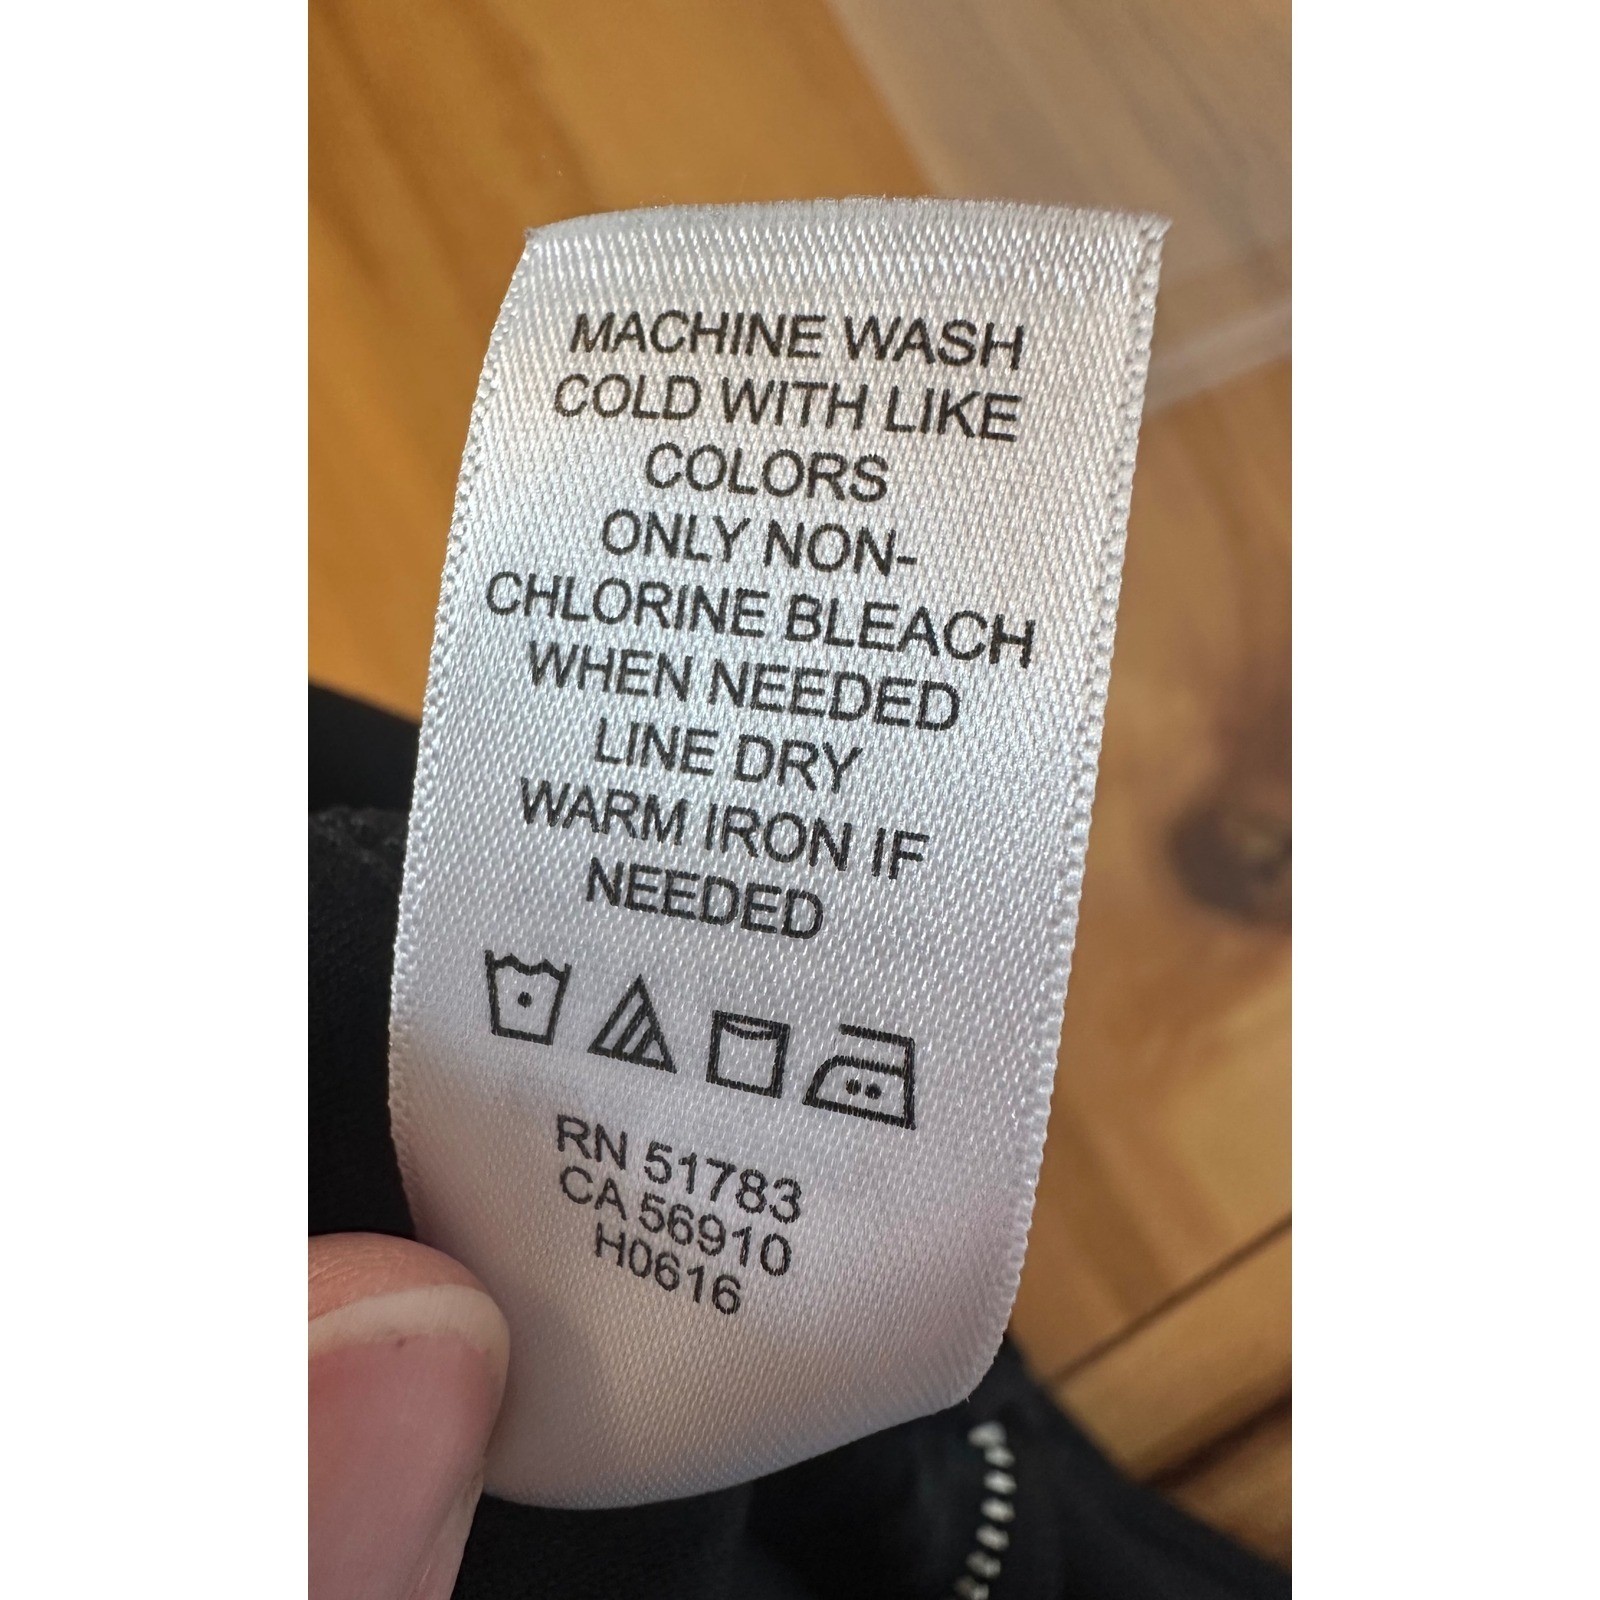 MACHINE WASH
COLD WITH LIKE
COLORS
ONLY NON-
CHLORINE BLEACH
WHEN NEEDED
LINE DRY
WARM IRON IF
NEEDED
RN 51783
CA 56910
H0616